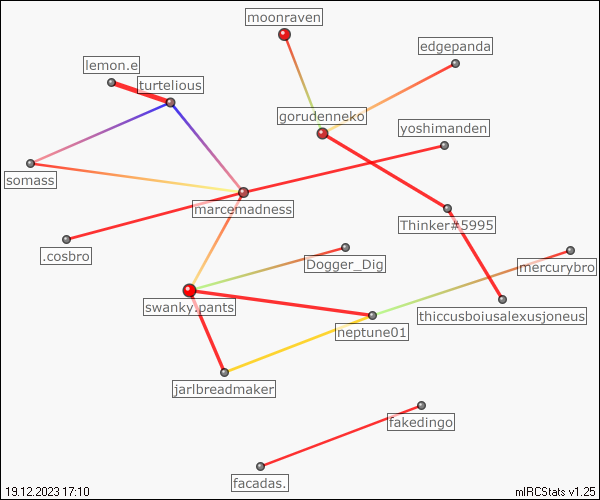 moonraven
edgepanda
lemon.e
turtelious
gorudenneko
yoshimanden
somass
marcemadness
Thinker#5995
.cosbro
Dogger_Dig
mercurybro
swanky.pants
thiccusboiusalexusjoneus
neptune01
jarlbreadmaker
fakedingo
facadas.
19.12.2023 17:10
mIRCStats v1.25